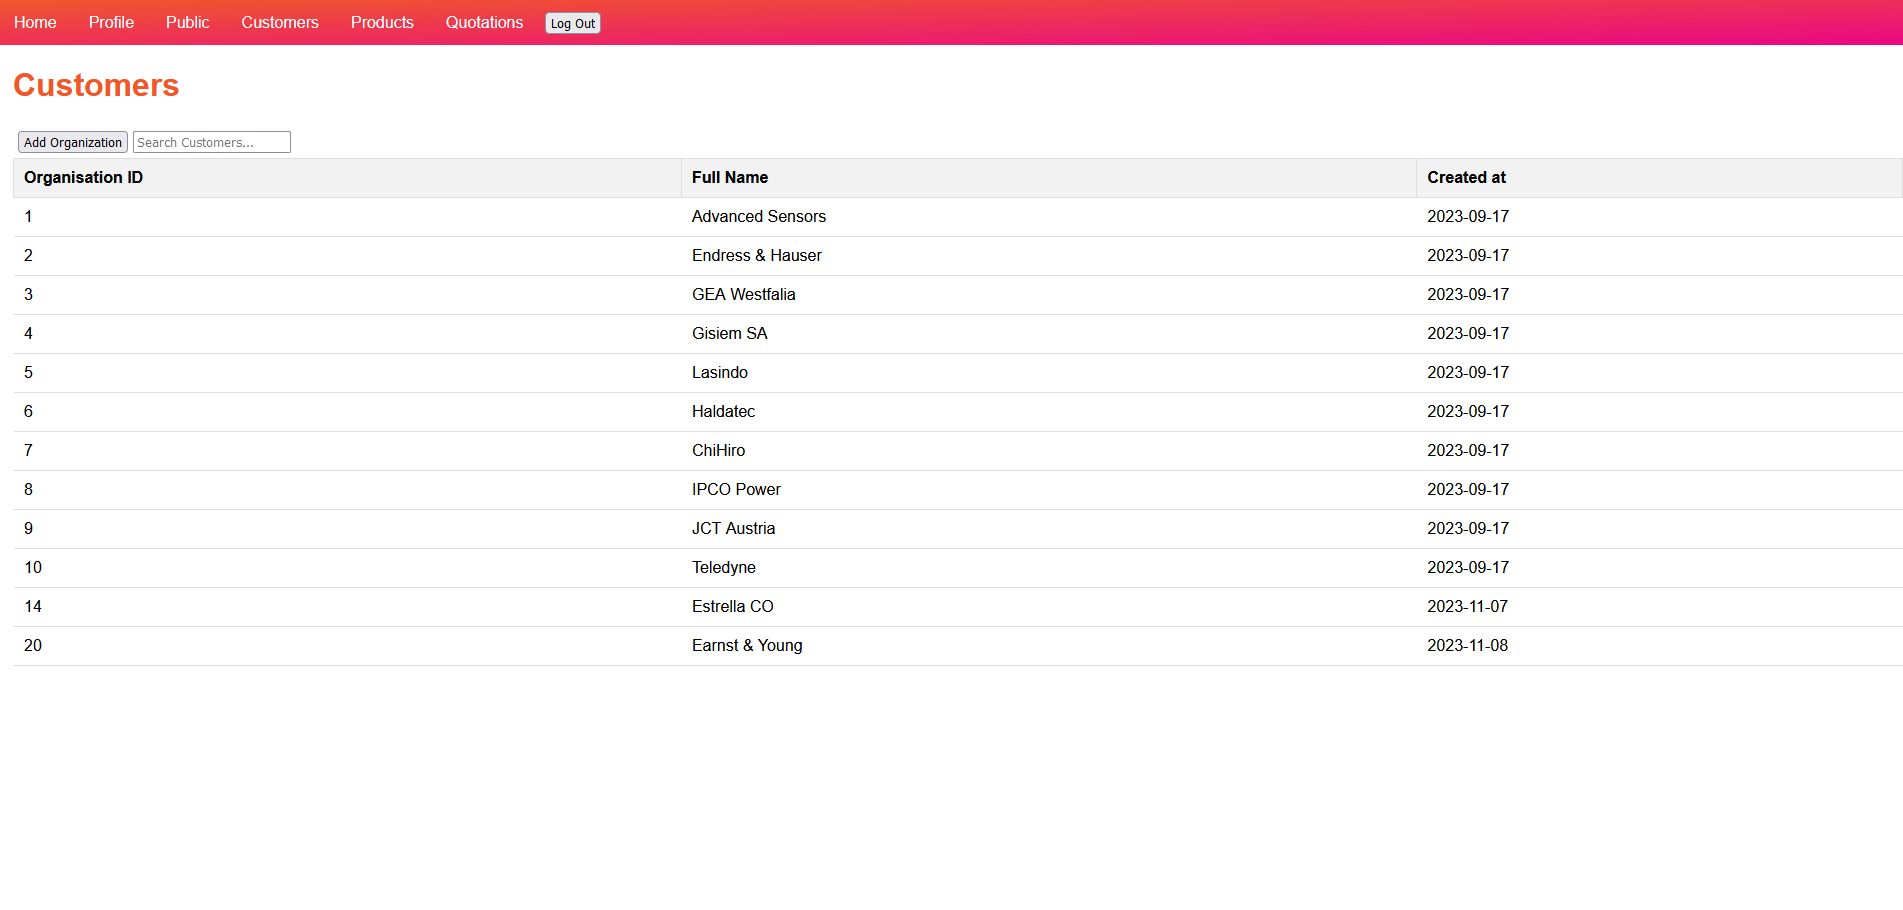 Home Profile Public Customers Products Quotations Log Out
Customers
Add Organization Search Customers...
Organisation ID Full Name Created at
1 Advanced Sensors 2023-09-17
2 Endress & Hauser 2023-09-17
3 GEA Westfalia 2023-09-17
4 Gisiem SA 2023-09-17
5 Lasindo 2023-09-17
6 Haldatec 2023-09-17
7 ChiHiro 2023-09-17
8 IPCO Power 2023-09-17
9 JCT Austria 2023-09-17
10 Teledyne 2023-09-17
14 Estrella CO 2023-11-07
20 Earnst & Young 2023-11-08